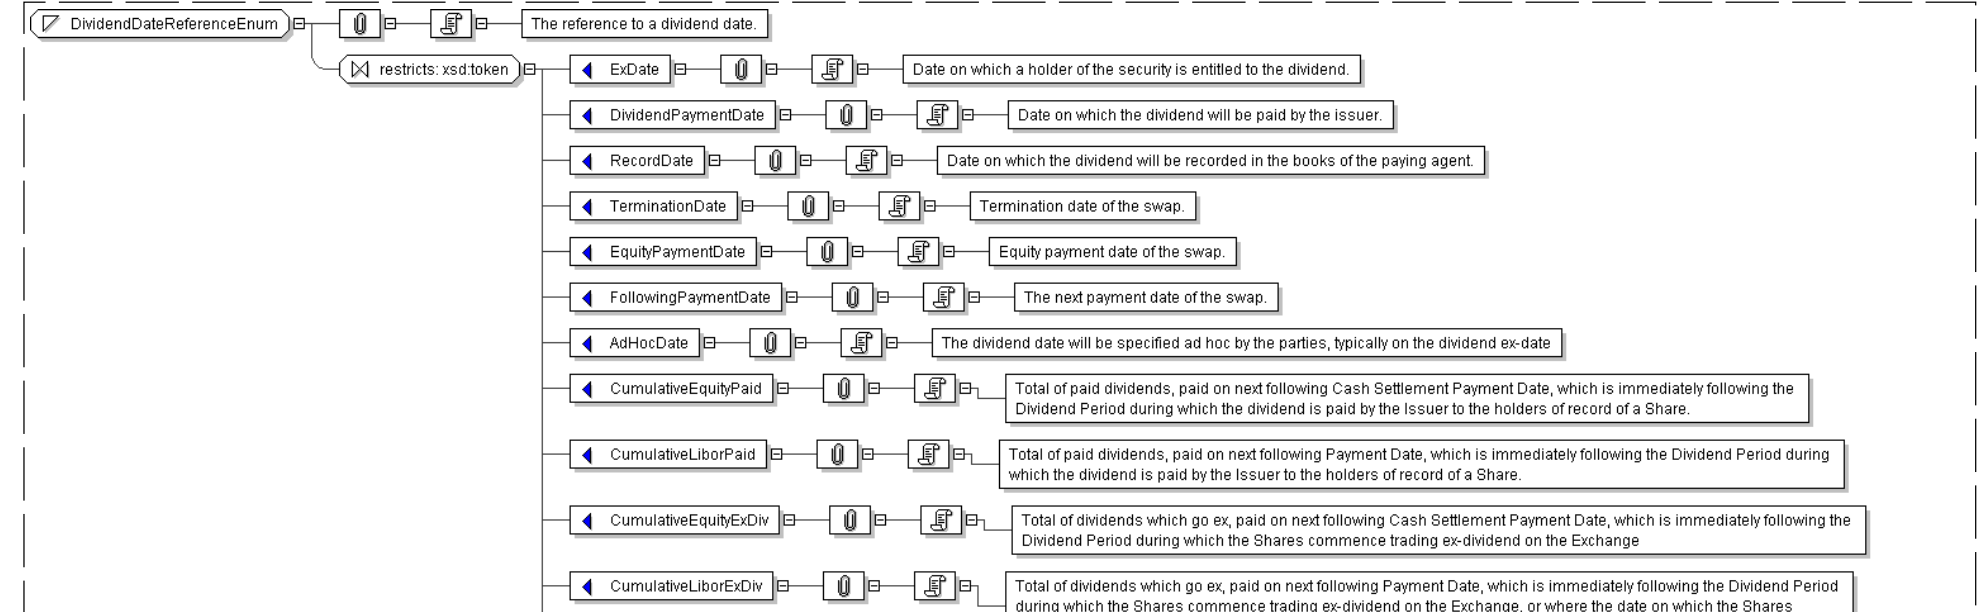 DividendDateReferenceEnum
The reference to a dividend date.
restricts: xsd:token
ExDate
Date on which a holder of the security is entitled to the dividend.
DividendPaymentDate
Date on which the dividend will be paid by the issuer.
RecordDate
Date on which the dividend will be recorded in the books of the paying agent.
TerminationDate
Termination date of the swap.
EquityPaymentDate
Equity payment date of the swap.
FollowingPaymentDate
The next payment date of the swap.
AdHocDate
The dividend date will be specified ad hoc by the parties, typically on the dividend ex-date
CumulativeEquityPaid
Total of paid dividends, paid on next following Cash Settlement Payment Date, which is immediately following the
Dividend Period during which the dividend is paid by the Issuer to the holders of record of a Share.
CumulativeLiborPaid
Total of paid dividends, paid on next following Payment Date, which is immediately following the Dividend Period during
which the dividend is paid by the Issuer to the holders of record of a Share.
CumulativeEquityExDiv
Total of dividends which go ex, paid on next following Cash Settlement Payment Date, which is immediately following the
Dividend Period during which the Shares commence trading ex-dividend on the Exchange
CumulativeLiborExDiv
Total of dividends which go ex, paid on next following Payment Date, which is immediately following the Dividend Period
during which the Shares commence trading ex-dividend on the Exchange, or where the date on which the Shares